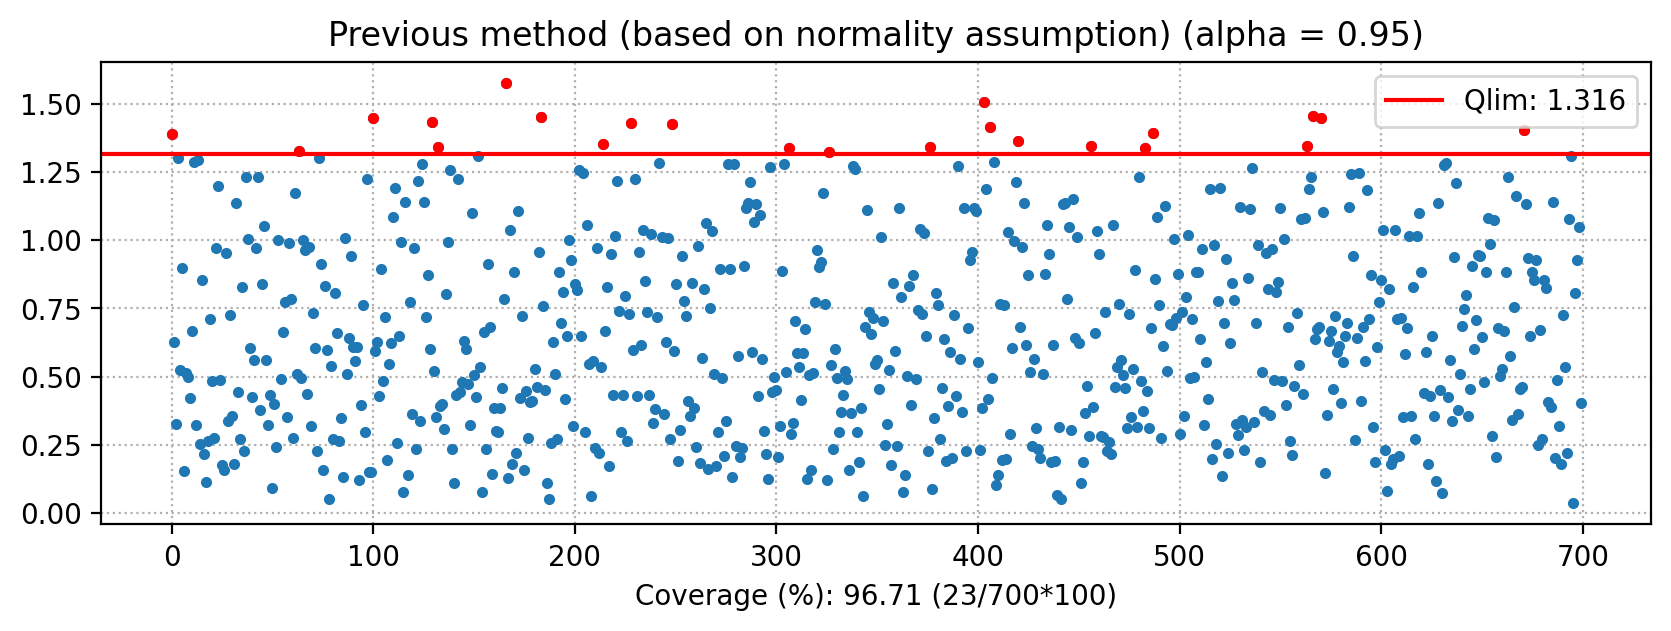 Previous method (based on normality assumption) (alpha = 0.95)
Qlim: 1.316
1.50
1.25
1.00
0.75
0.50
0.25
0.00
0 100 200 300 400 500 600 700
Coverage (%): 96.71 (23/700*100)